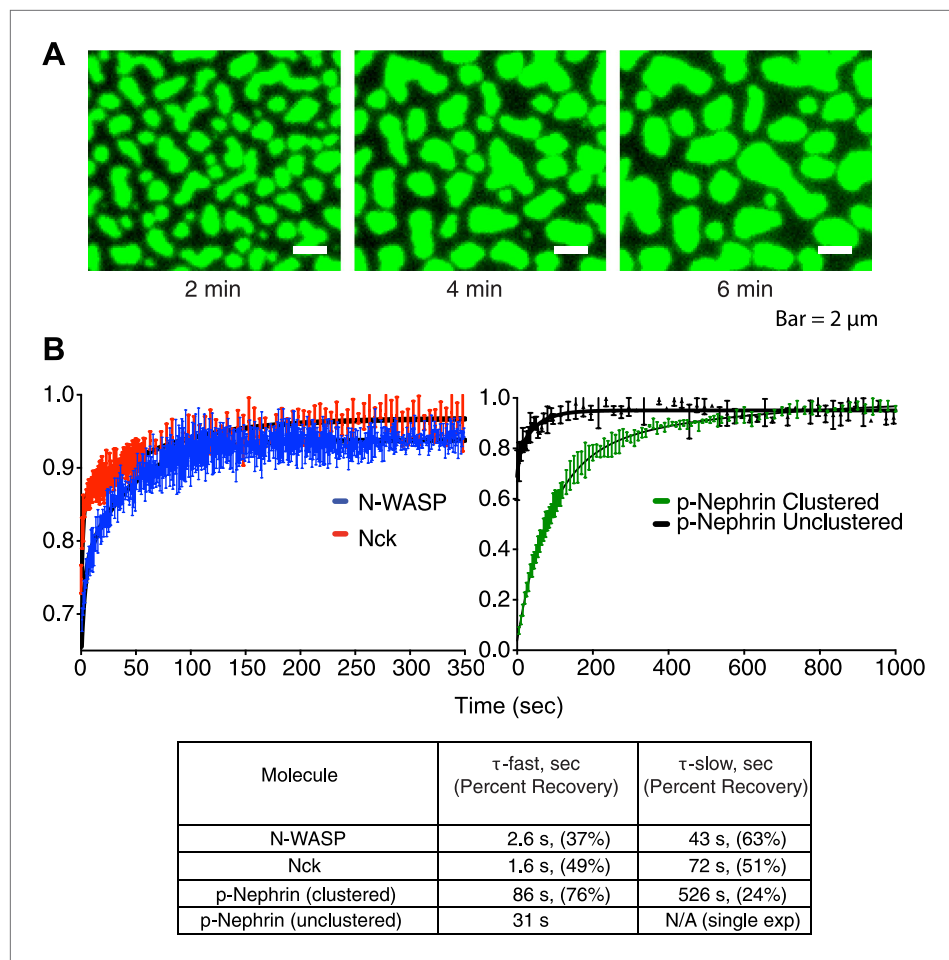 A
2 min
4 min
6 min
Bar = 2 µm
B
1.0
0.9
0.8
0.7
0
50
100
150
200
250
300
350
N-WASP
Nck
1.0
0.8
0.6
0.4
0.2
0.0
0
200
400
600
800
1000
p-Nephrin Clustered
p-Nephrin Unclustered
Time (sec)
Molecule
τ-fast, sec
(Percent Recovery)
τ-slow, sec
(Percent Recovery)
N-WASP 2.6 s, (37%) 43 s, (63%)
Nck 1.6 s, (49%) 72 s, (51%)
p-Nephrin (clustered) 86 s, (76%) 526 s, (24%)
p-Nephrin (unclustered) 31 s N/A (single exp)